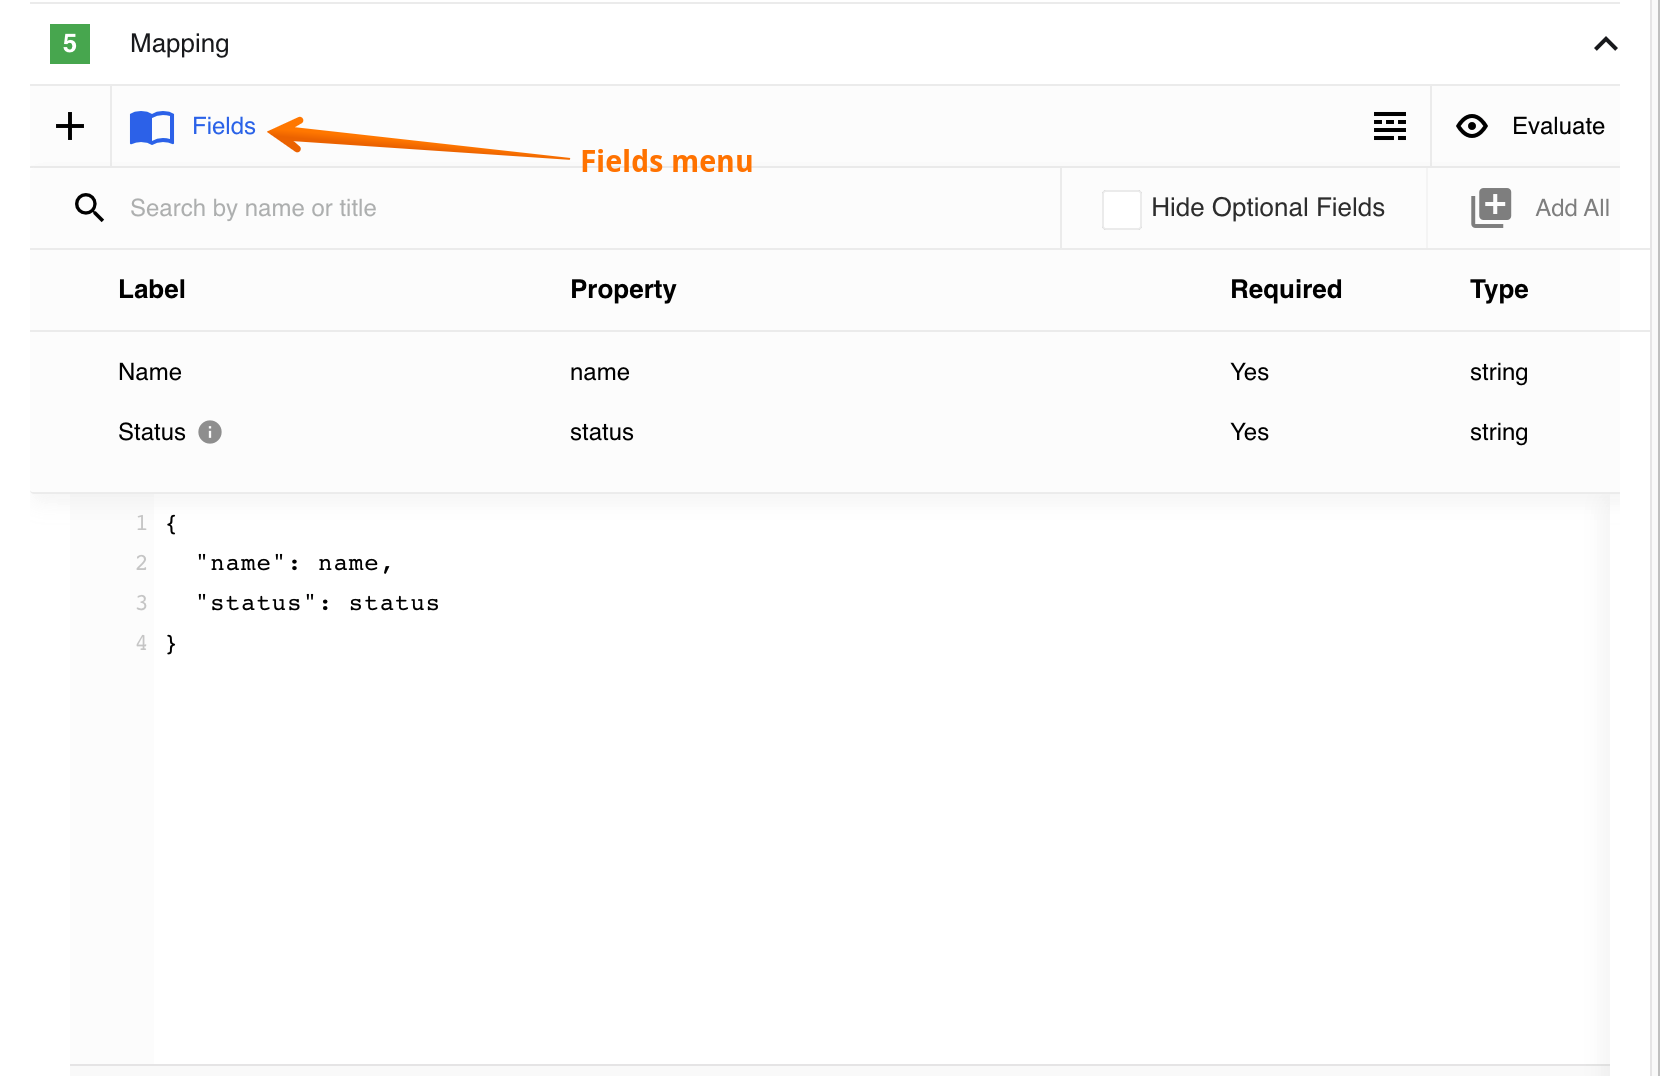 5 Mapping
Fields Evaluate
Fields menu
Search by name or title Hide Optional Fields Add All
Label Property Required Type
Name name Yes string
Status status Yes string
1 {
2 "name": name,
3 "status": status
4 }